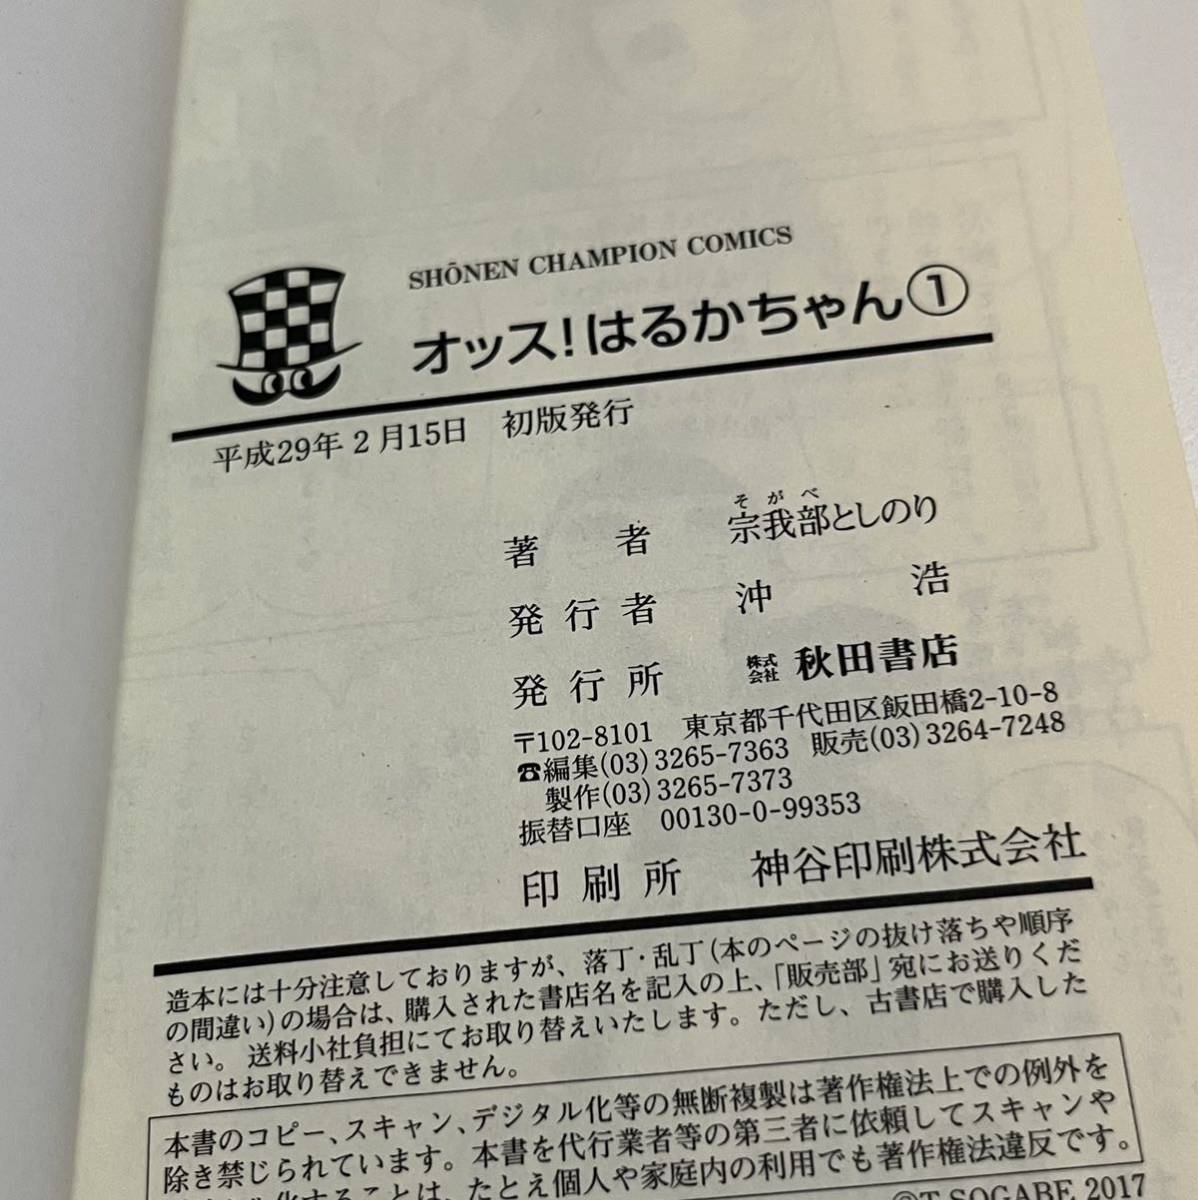 SHŌNEN CHAMPION COMICS
オッス!はるかちゃん①
平成29年2月15日 初版発行
そがべ
著者 宗我部としのり
発行者 沖浩
発行所 株式会社 秋田書店
〒102-8101 東京都千代田区飯田橋2-10-8
☎編集(03)3265-7363 販売(03)3264-7248
製作(03)3265-7373
振替口座 00130-0-99353
印刷所 神谷印刷株式会社
造本には十分注意しておりますが、落丁・乱丁(本のページの抜け落ちや順序
の間違い)の場合は、購入された書店名を記入の上、「販売部」宛にお送りくだ
さい。送料小社負担にてお取り替えいたします。ただし、古書店で購入した
ものはお取り替えできません。
本書のコピー、スキャン、デジタル化等の無断複製は著作権法上での例外を
除き禁じられています。本書を代行業者等の第三者に依頼してスキャンや
化することは、たとえ個人や家庭内の利用でも著作権法違反です。
©T.SOGABE 2017